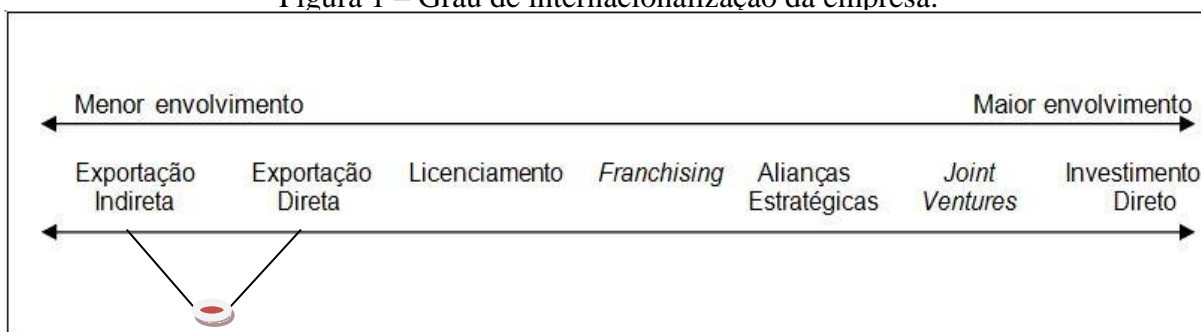 Figura 1 – Grau de internacionalização da empresa.
Menor envolvimento Maior envolvimento
Exportação Exportação Licenciamento Franchising Alianças Joint Investimento
Indireta Direta Estratégicas Ventures Direto